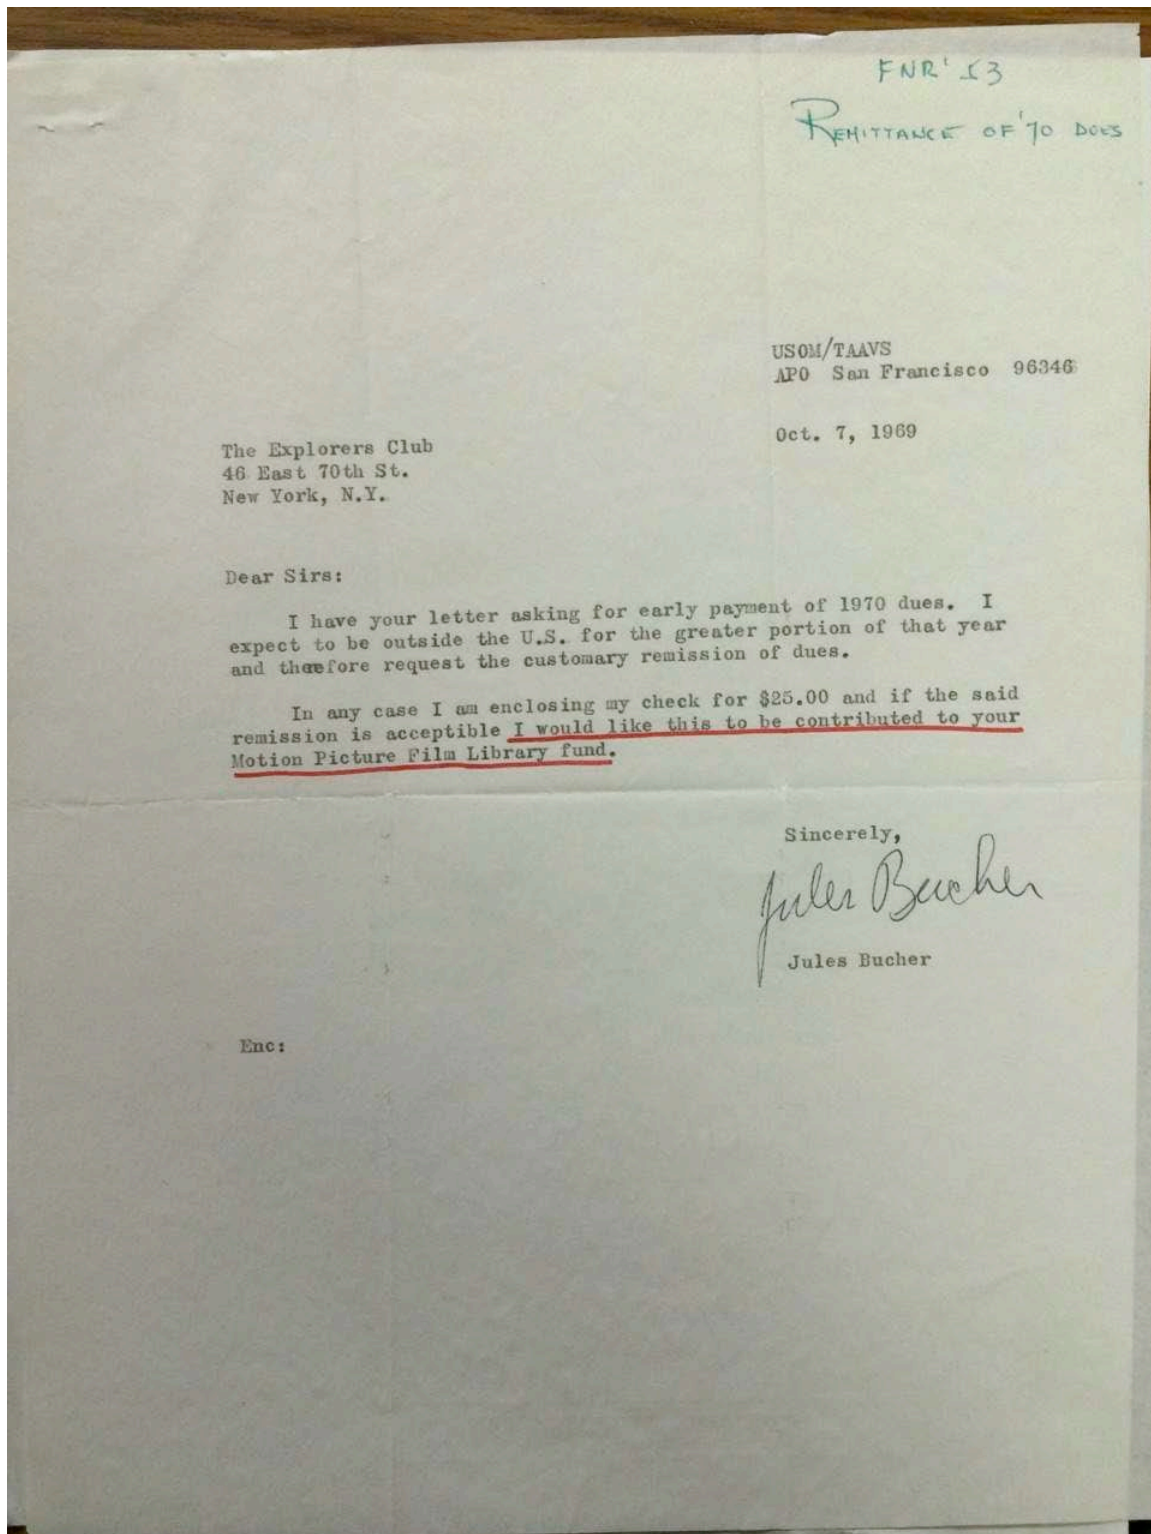 FNR '53
REMITTANCE OF '70 DUES
USOM/TAAVS
APO San Francisco 96346
Oct. 7, 1969
The Explorers Club
46 East 70th St.
New York, N.Y.
Dear Sirs:
I have your letter asking for early payment of 1970 dues. I
expect to be outside the U.S. for the greater portion of that year
and therefore request the customary remission of dues.
In any case I am enclosing my check for $25.00 and if the said
remission is acceptible I would like this to be contributed to your
Motion Picture Film Library fund.
Sincerely,
Jules Bucher
Jules Bucher
Enc: